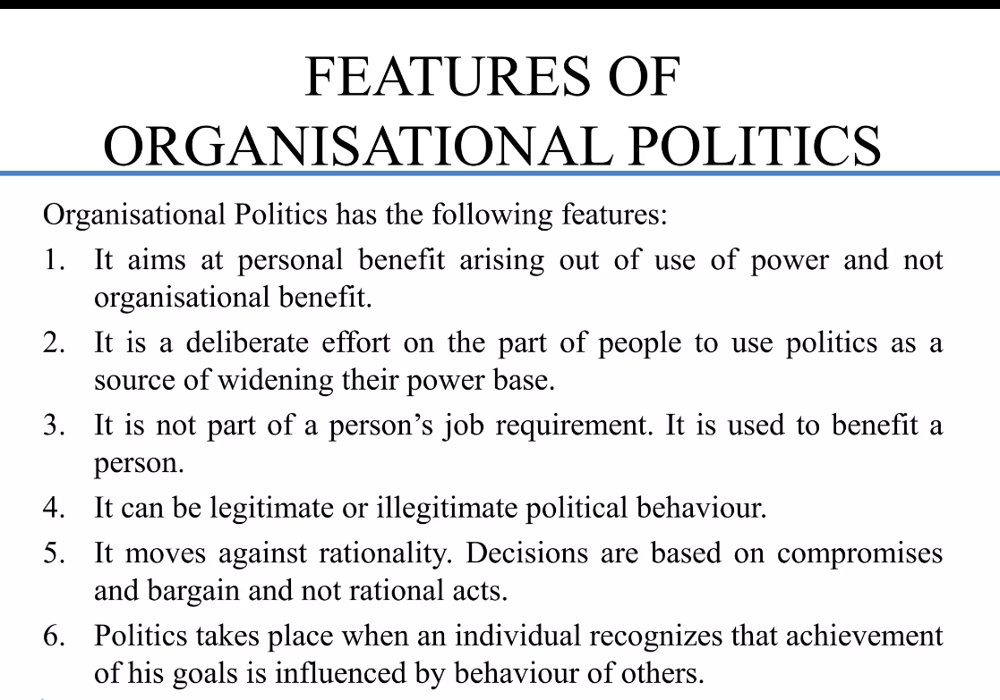 FEATURES OF
ORGANISATIONAL POLITICS
Organisational Politics has the following features:
1. It aims at personal benefit arising out of use of power and not
organisational benefit.
2. It is a deliberate effort on the part of people to use politics as a
source of widening their power base.
3. It is not part of a person’s job requirement. It is used to benefit a
person.
4. It can be legitimate or illegitimate political behaviour.
5. It moves against rationality. Decisions are based on compromises
and bargain and not rational acts.
6. Politics takes place when an individual recognizes that achievement
of his goals is influenced by behaviour of others.